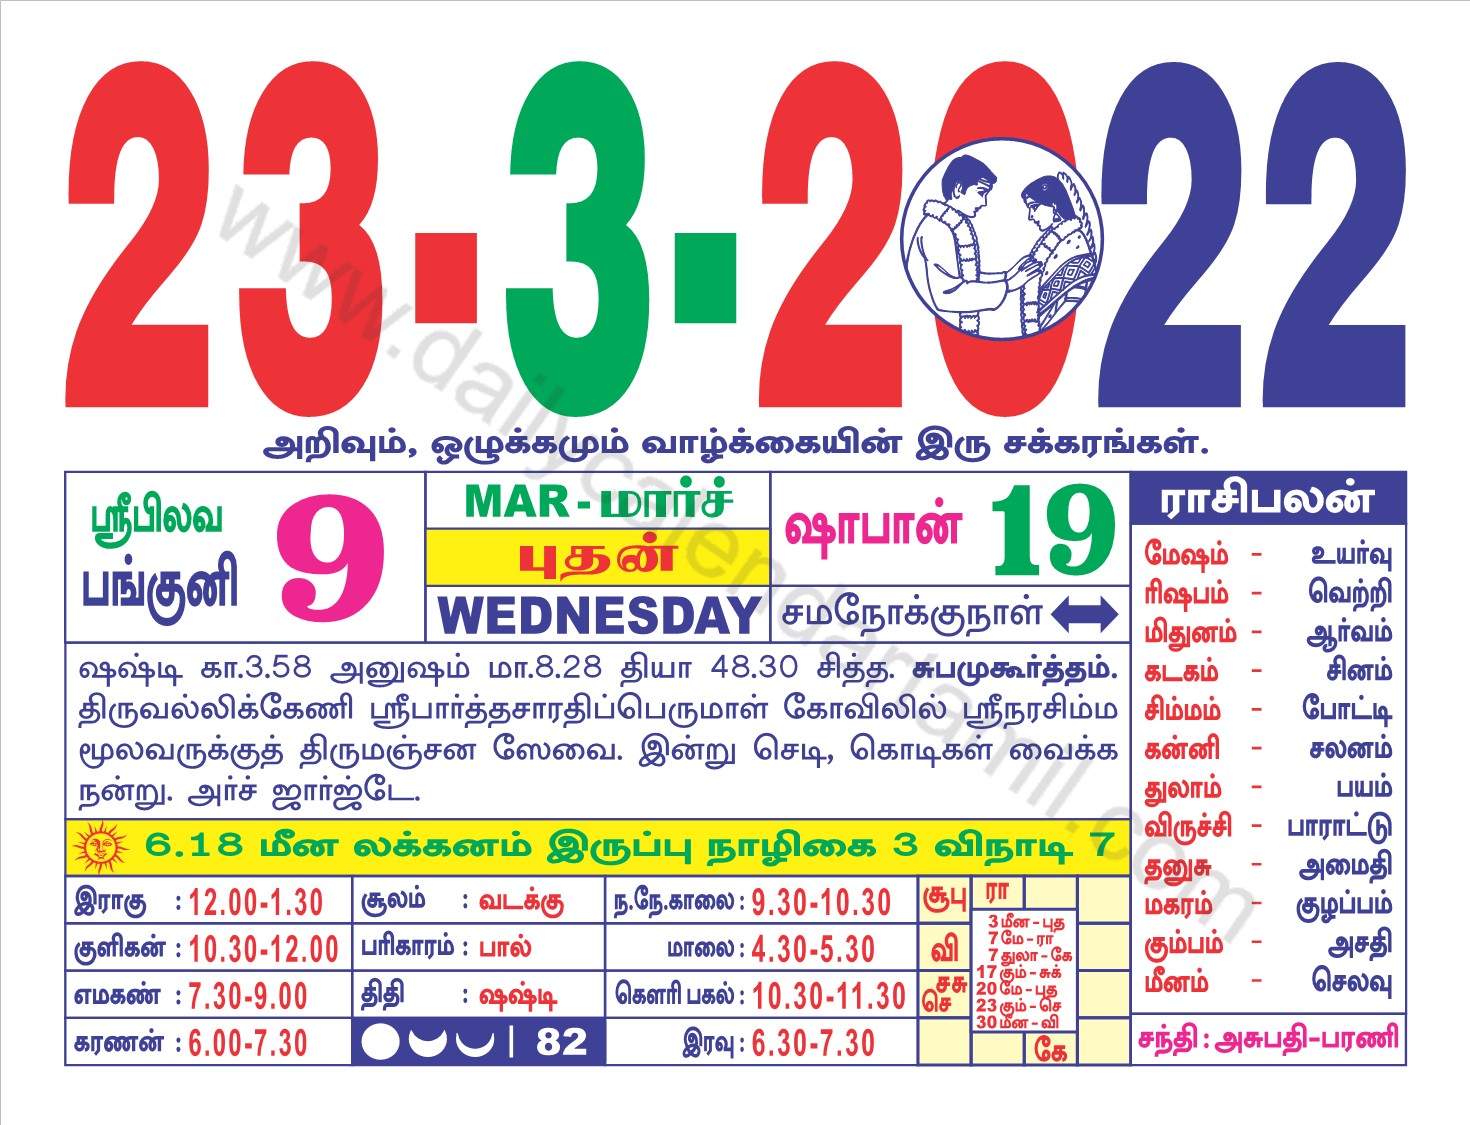 23-3-2022
அறிவும், ஒழுக்கமும் வாழ்க்கையின் இரு சக்கரங்கள்.
ஸ்ரீபிலவ
பங்குனி 9
MAR - மார்ச்
புதன்
WEDNESDAY
ஷாபான் 19
சமநோக்குநாள்
ஷஷ்டி கா.3.58 அனுஷம் மா.8.28 தியா 48.30 சித்த. சுபமுகூர்த்தம்.
திருவல்லிக்கேணி ஸ்ரீபார்த்தசாரதிப்பெருமாள் கோவிலில் ஸ்ரீநரசிம்ம
மூலவருக்குத் திருமஞ்சன ஸேவை. இன்று செடி, கொடிகள் வைக்க
நன்று. அர்ச் ஜார்ஜ்டே.
6.18 மீன லக்கனம் இருப்பு நாழிகை 3 விநாடி 7
இராகு : 12.00-1.30
குளிகன் : 10.30-12.00
எமகண் : 7.30-9.00
கரணன் : 6.00-7.30
சூலம் : வடக்கு
பரிகாரம் : பால்
திதி : ஷஷ்டி
82
ந.நே.காலை : 9.30-10.30
மாலை : 4.30-5.30
கௌரி பகல் : 10.30-11.30
இரவு : 6.30-7.30
சூபு
ரா
வி
சசு
செ
3 மீன - புத
7 மே - ரா
7 துலா - கே
17 கும் - சுக்
20 மே - புத
23 கும் - செ
30 மீன - வி
கே
ராசிபலன்
மேஷம் - உயர்வு
ரிஷபம் - வெற்றி
மிதுனம் - ஆர்வம்
கடகம் - சினம்
சிம்மம் - போட்டி
கன்னி - சலனம்
துலாம் - பயம்
விருச்சி - பாராட்டு
தனுசு - அமைதி
மகரம் - குழப்பம்
கும்பம் - அசதி
மீனம் - செலவு
சந்தி : அசுபதி-பரணி
www.dailycalendartamil.com